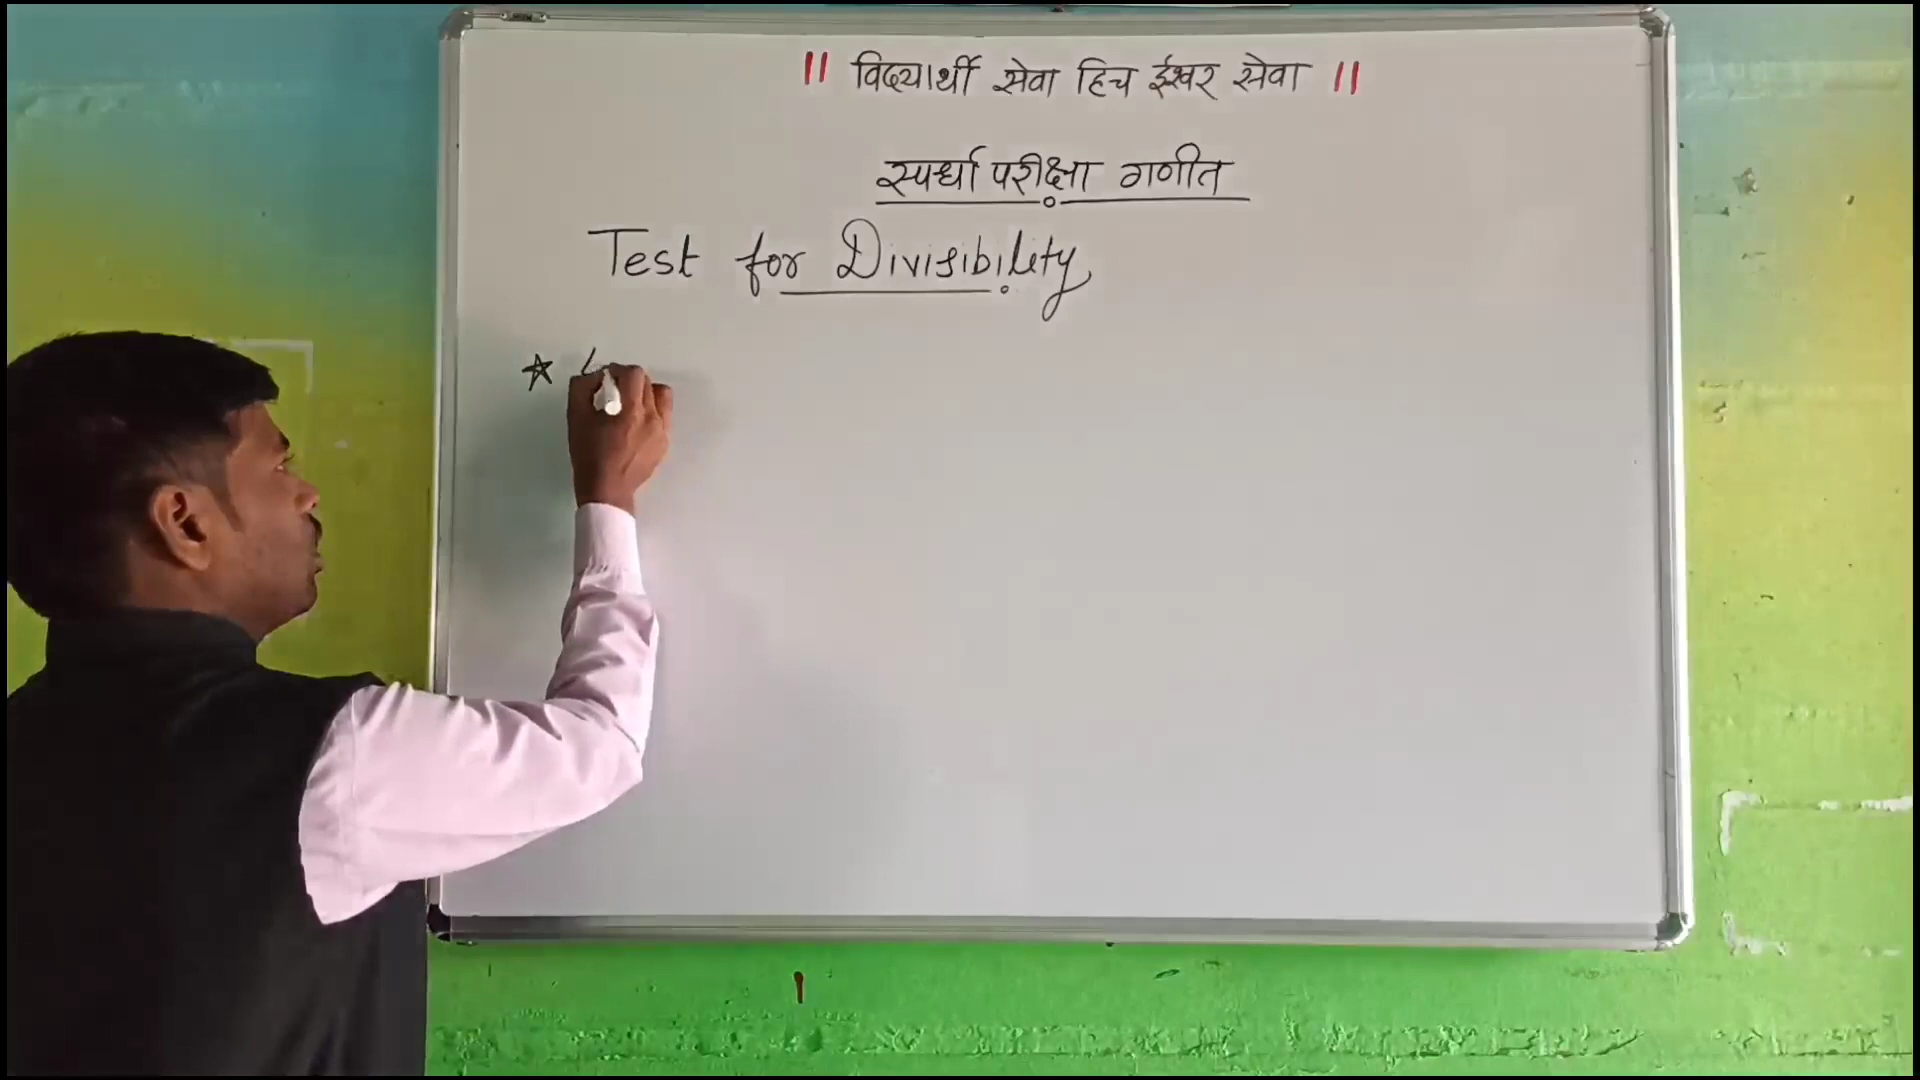 || विद्यार्थी सेवा हिच ईश्वर सेवा ||
स्पर्धा परीक्षा गणीत
Test for Divisibility